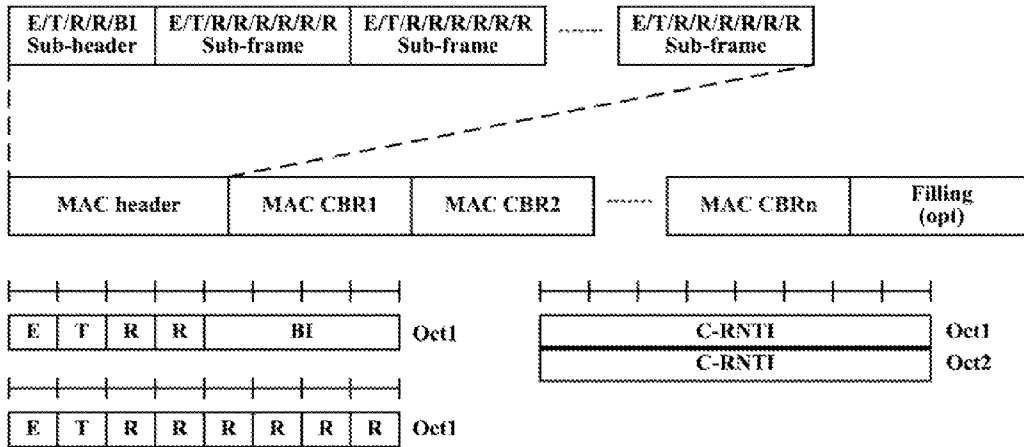 E/T/R/R/BI
Sub-header
E/T/R/R/R/R/R/R
Sub-frame
E/T/R/R/R/R/R/R
Sub-frame
E/T/R/R/R/R/R/R
Sub-frame
MAC header
MAC CBR1
MAC CBR2
MAC CBRn
Filling
(opt)
E T R R BI Oct1
C-RNTI Oct1
C-RNTI Oct2
E T R R R R R R Oct1